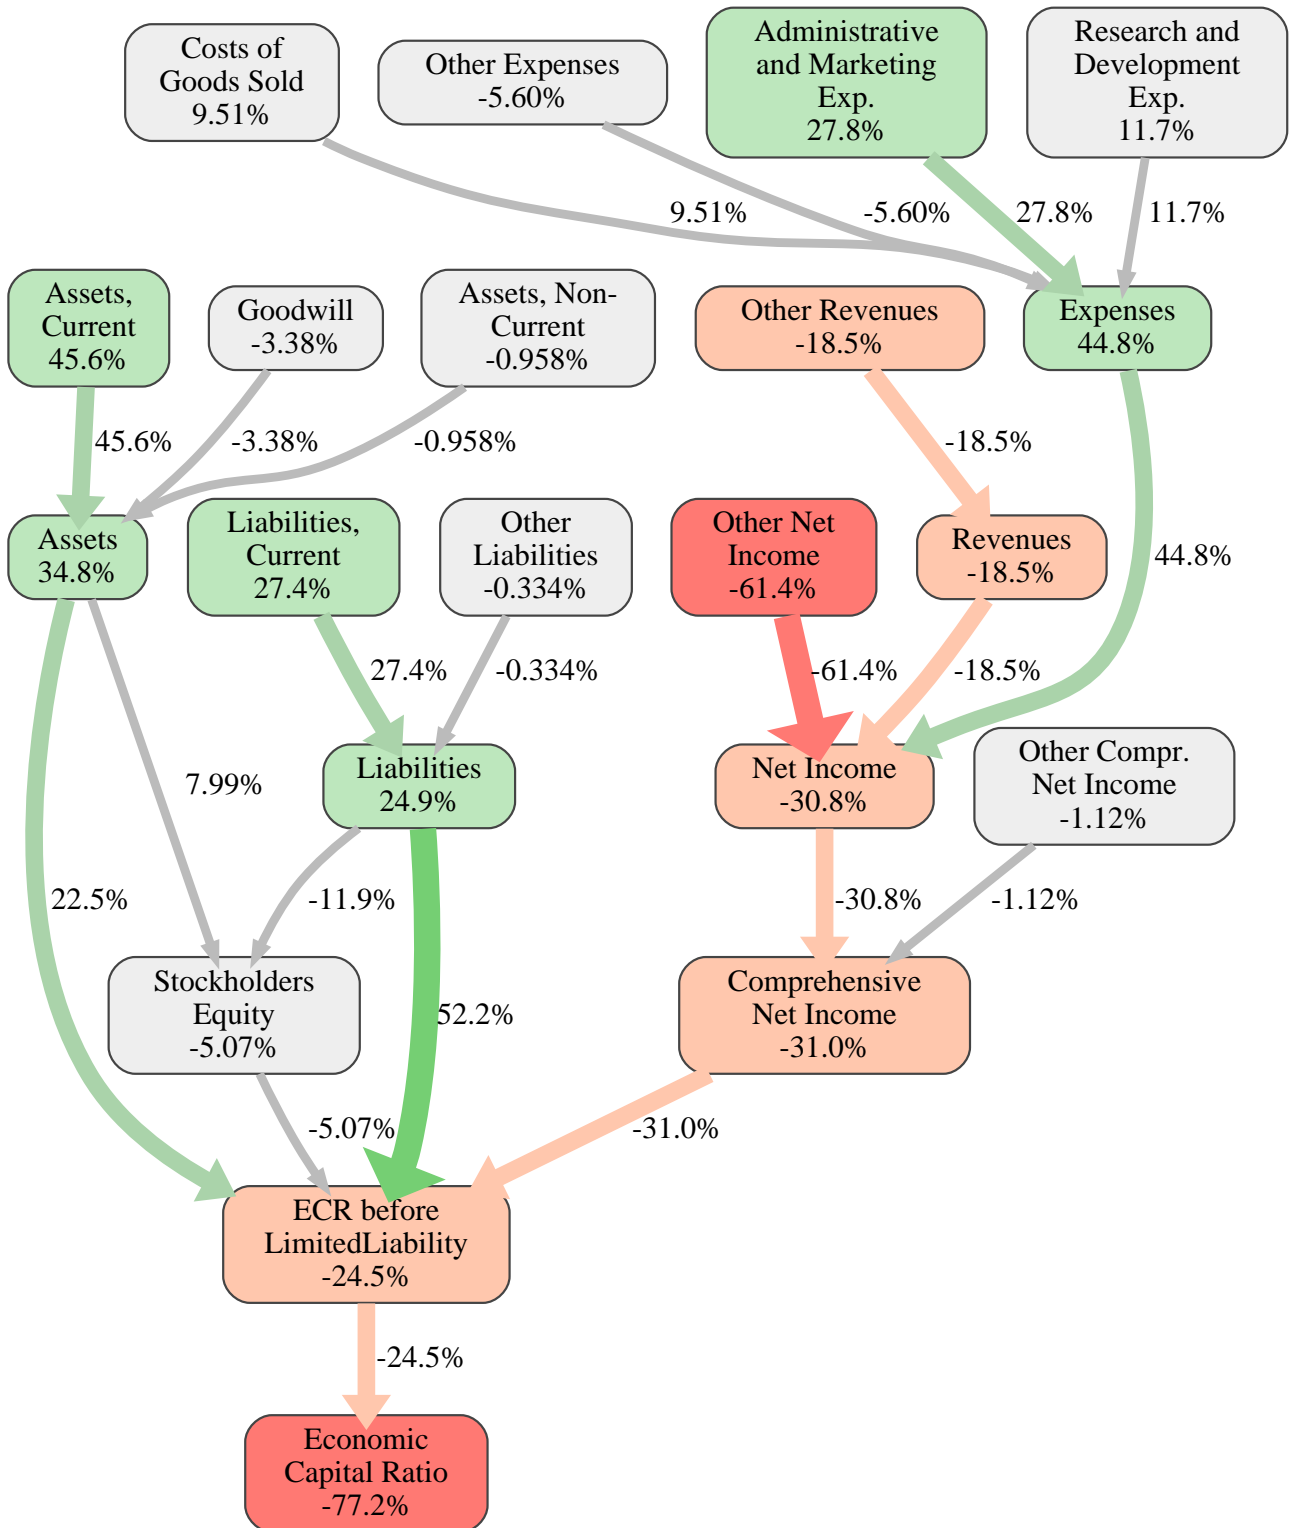 Costs of
Goods Sold
9.51%
Other Expenses
-5.60%
Administrative
and Marketing
Exp.
27.8%
Research and
Development
Exp.
11.7%
9.51%
-5.60%
27.8%
11.7%
Assets,
Current
45.6%
Goodwill
-3.38%
Assets, Non-
Current
-0.958%
Other Revenues
-18.5%
Expenses
44.8%
45.6%
-3.38%
-0.958%
-18.5%
Assets
34.8%
Liabilities,
Current
27.4%
Other
Liabilities
-0.334%
Other Net
Income
-61.4%
Revenues
-18.5%
44.8%
27.4%
-0.334%
-61.4%
-18.5%
7.99%
Liabilities
24.9%
Net Income
-30.8%
Other Compr.
Net Income
-1.12%
22.5%
-11.9%
-30.8%
-1.12%
Stockholders
Equity
-5.07%
52.2%
Comprehensive
Net Income
-31.0%
-5.07%
-31.0%
ECR before
LimitedLiability
-24.5%
-24.5%
Economic
Capital Ratio
-77.2%